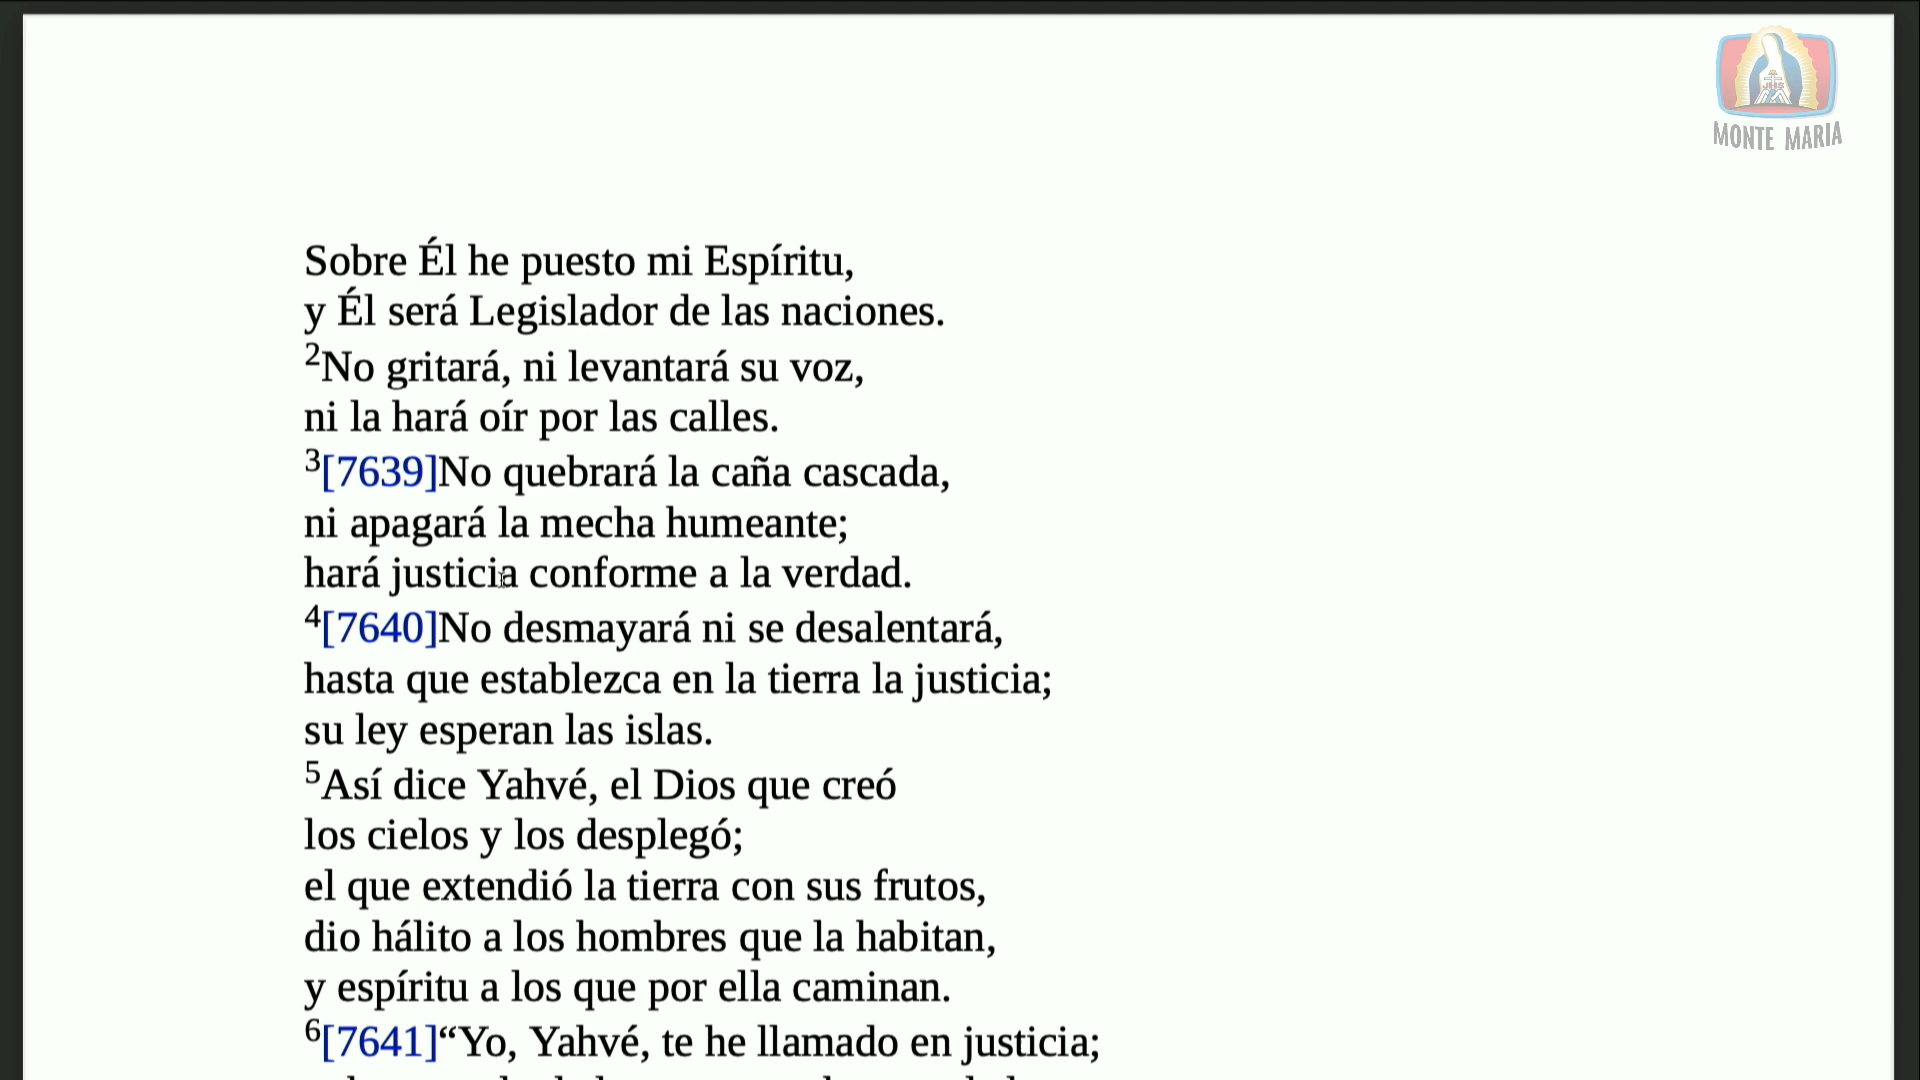 MONTE MARIA
JHS
Sobre Él he puesto mi Espíritu,
y Él será Legislador de las naciones.
2No gritará, ni levantará su voz,
ni la hará oír por las calles.
3[7639]No quebrará la caña cascada,
ni apagará la mecha humeante;
hará justicia conforme a la verdad.
4[7640]No desmayará ni se desalentará,
hasta que establezca en la tierra la justicia;
su ley esperan las islas.
5Así dice Yahvé, el Dios que creó
los cielos y los desplegó;
el que extendió la tierra con sus frutos,
dio hálito a los hombres que la habitan,
y espíritu a los que por ella caminan.
6[7641]“Yo, Yahvé, te he llamado en justicia;